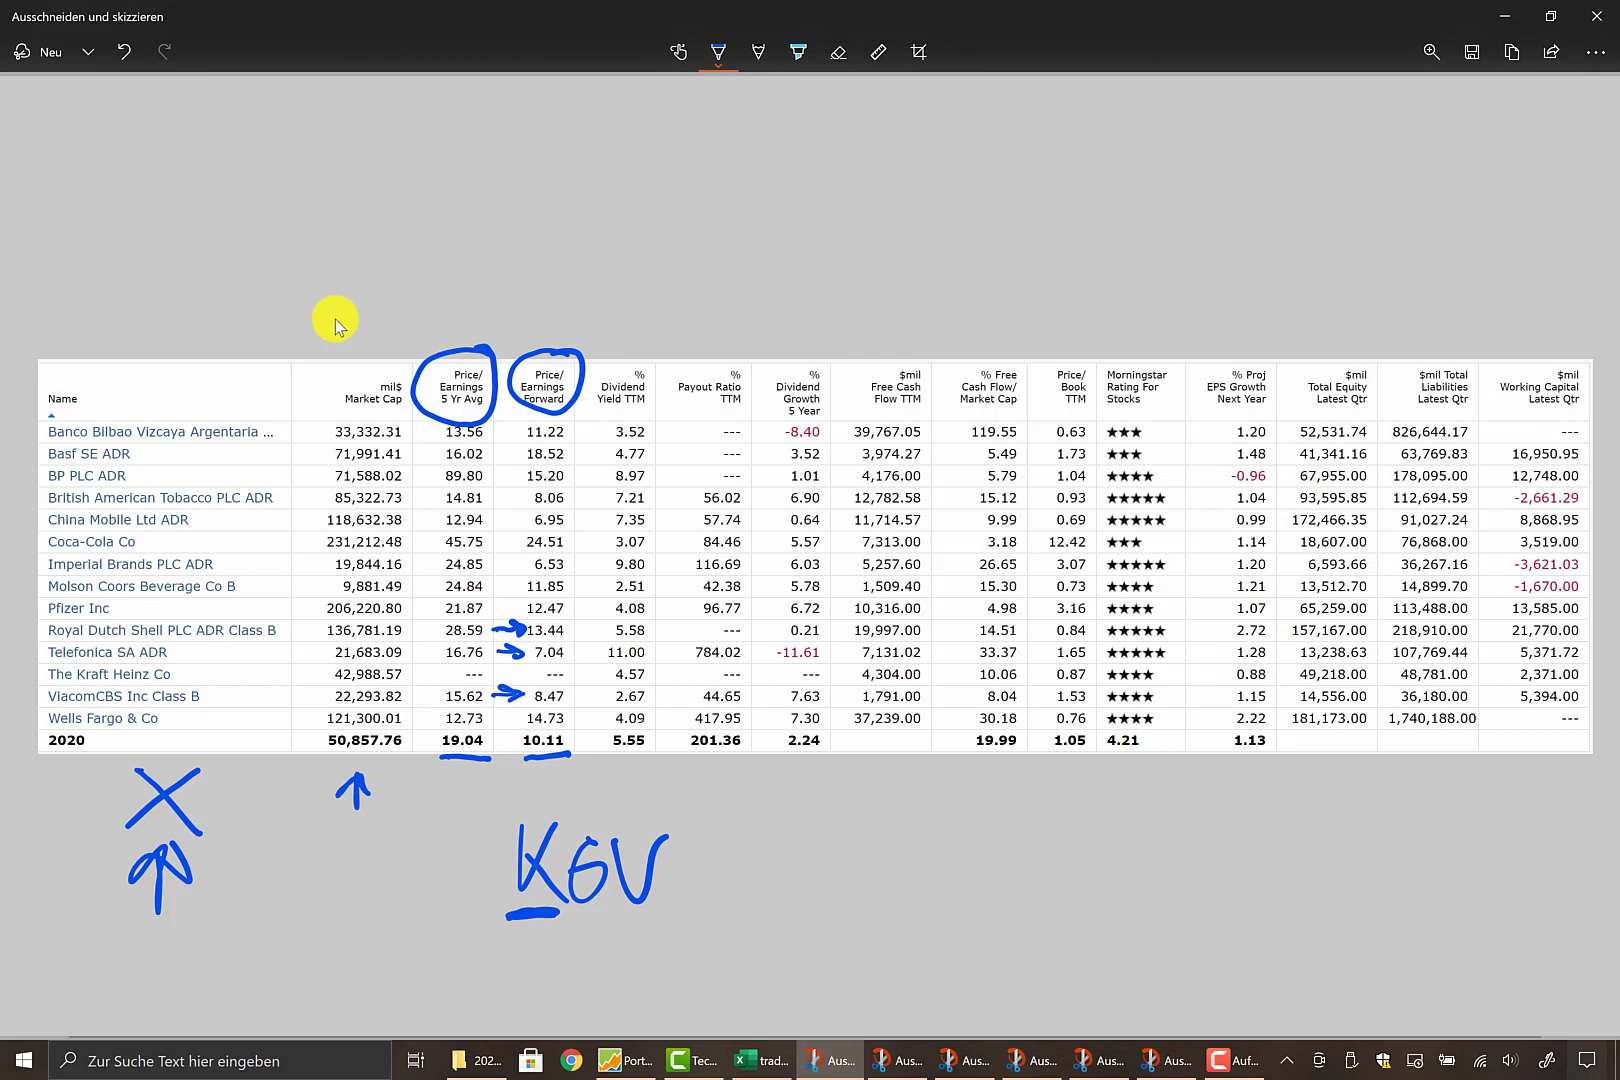 Ausschneiden und skizzieren
Neu
Name
mil$ Market Cap
Price/ Earnings 5 Yr Avg
Price/ Earnings Forward
% Dividend Yield TTM
% Payout Ratio TTM
% Dividend Growth 5 Year
$mil Free Cash Flow TTM
% Free Cash Flow/ Market Cap
Price/ Book TTM
Morningstar Rating For Stocks
% Proj EPS Growth Next Year
$mil Total Equity Latest Qtr
$mil Total Liabilities Latest Qtr
$mil Working Capital Latest Qtr
Banco Bilbao Vizcaya Argentaria ... 33,332.31 13.56 11.22 3.52 --- -8.40 39,767.05 119.55 0.63 ★★★ 1.20 52,531.74 826,644.17 ---
Basf SE ADR 71,991.41 16.02 18.52 4.77 --- 3.52 3,974.27 5.49 1.73 ★★★ 1.48 41,341.16 63,769.83 16,950.95
BP PLC ADR 71,588.02 89.80 15.20 8.97 --- 1.01 4,176.00 5.79 1.04 ★★★★ -0.96 67,955.00 178,095.00 12,748.00
British American Tobacco PLC ADR 85,322.73 14.81 8.06 7.21 56.02 6.90 12,782.58 15.12 0.93 ★★★★★ 1.04 93,595.85 112,694.59 -2,661.29
China Mobile Ltd ADR 118,632.38 12.94 6.95 7.35 57.74 0.64 11,714.57 9.99 0.69 ★★★★★ 0.99 172,466.35 91,027.24 8,868.95
Coca-Cola Co 231,212.48 45.75 24.51 3.07 84.46 5.57 7,313.00 3.18 12.42 ★★★ 1.14 18,607.00 76,868.00 3,519.00
Imperial Brands PLC ADR 19,844.16 24.85 6.53 9.80 116.69 6.03 5,257.60 26.65 3.07 ★★★★★ 1.20 6,593.66 36,267.16 -3,621.03
Molson Coors Beverage Co B 9,881.49 24.84 11.85 2.51 42.38 5.78 1,509.40 15.30 0.73 ★★★★ 1.21 13,512.70 14,899.70 -1,670.00
Pfizer Inc 206,220.80 21.87 12.47 4.08 96.77 6.72 10,316.00 4.98 3.16 ★★★★ 1.07 65,259.00 113,488.00 13,585.00
Royal Dutch Shell PLC ADR Class B 136,781.19 28.59 13.44 5.58 --- 0.21 19,997.00 14.51 0.84 ★★★★★ 2.72 157,167.00 218,910.00 21,770.00
Telefonica SA ADR 21,683.09 16.76 7.04 11.00 784.02 -11.61 7,131.02 33.37 1.65 ★★★★★ 1.28 13,238.63 107,769.44 5,371.72
The Kraft Heinz Co 42,988.57 --- --- 4.57 --- --- 4,304.00 10.06 0.87 ★★★★ 0.88 49,218.00 48,781.00 2,371.00
ViacomCBS Inc Class B 22,293.82 15.62 8.47 2.67 44.65 7.63 1,791.00 8.04 1.53 ★★★★ 1.15 14,556.00 36,180.00 5,394.00
Wells Fargo & Co 121,300.01 12.73 14.73 4.09 417.95 7.30 37,239.00 30.18 0.76 ★★★★ 2.22 181,173.00 1,740,188.00 ---
2020 50,857.76 19.04 10.11 5.55 201.36 2.24 19.99 1.05 4.21 1.13
X
KGV
Zur Suche Text hier eingeben
202... Port... Tec... trad... Aus... Aus... Aus... Aus... Aus... Aus... Auf...